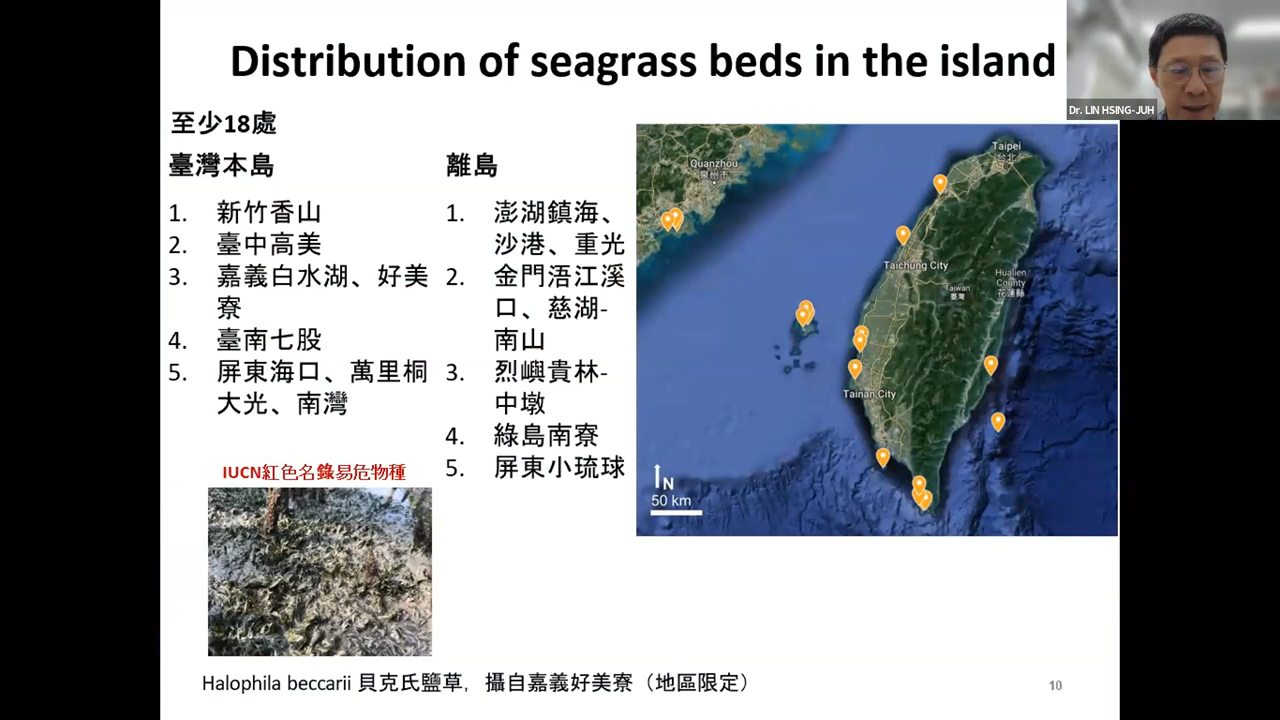 Distribution of seagrass beds in the island
Dr. LIN HSING-JUH
至少18處
臺灣本島
1. 新竹香山
2. 臺中高美
3. 嘉義白水湖、好美
寮
4. 臺南七股
5. 屏東海口、萬里桐
大光、南灣
離島
1. 澎湖鎮海、
沙港、重光
2. 金門浯江溪
口、慈湖-
南山
3. 烈嶼貴林-
中墩
4. 綠島南寮
5. 屏東小琉球
Quanzhou
泉州市
Taipei
台北
Taichung City
Hualien
County
花蓮縣
Taiwan
臺灣
Tainan City
N
50 km
IUCN紅色名錄易危物種
Halophila beccarii 貝克氏鹽草，攝自嘉義好美寮（地區限定）
10